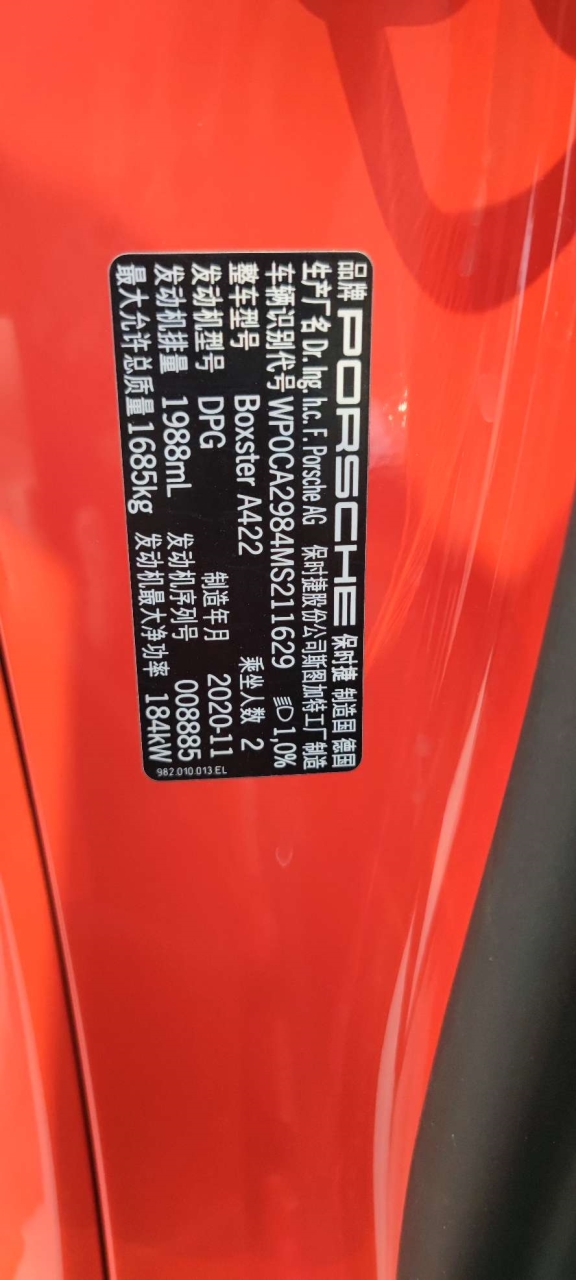 品牌 PORSCHE 保时捷 制造国 德国
生产厂名 Dr. Ing. h.c. F. Porsche AG 保时捷股份公司斯图加特工厂制造
车辆识别代号 WP0CA2984MS211629 1,0%
整车型号 Boxster A422 乘坐人数 2
发动机型号 DPG 制造年月 2020-11
发动机排量 1988mL 发动机序列号 008885
最大允许总质量 1685kg 发动机最大净功率 184kW
982.010.013.EL